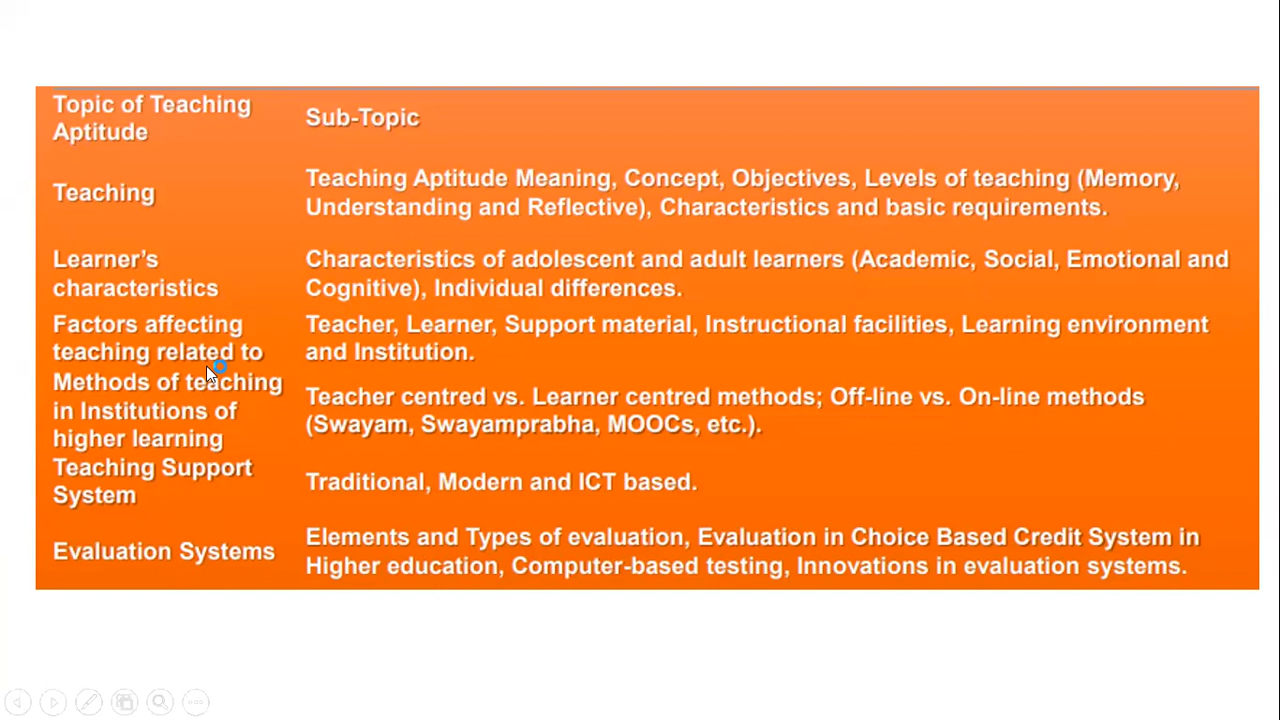 Topic of Teaching
Aptitude
Sub-Topic
Teaching
Teaching Aptitude Meaning, Concept, Objectives, Levels of teaching (Memory,
Understanding and Reflective), Characteristics and basic requirements.
Learner’s
characteristics
Characteristics of adolescent and adult learners (Academic, Social, Emotional and
Cognitive), Individual differences.
Factors affecting
teaching related to
Teacher, Learner, Support material, Instructional facilities, Learning environment
and Institution.
Methods of teaching
in Institutions of
higher learning
Teacher centred vs. Learner centred methods; Off-line vs. On-line methods
(Swayam, Swayamprabha, MOOCs, etc.).
Teaching Support
System
Traditional, Modern and ICT based.
Evaluation Systems
Elements and Types of evaluation, Evaluation in Choice Based Credit System in
Higher education, Computer-based testing, Innovations in evaluation systems.